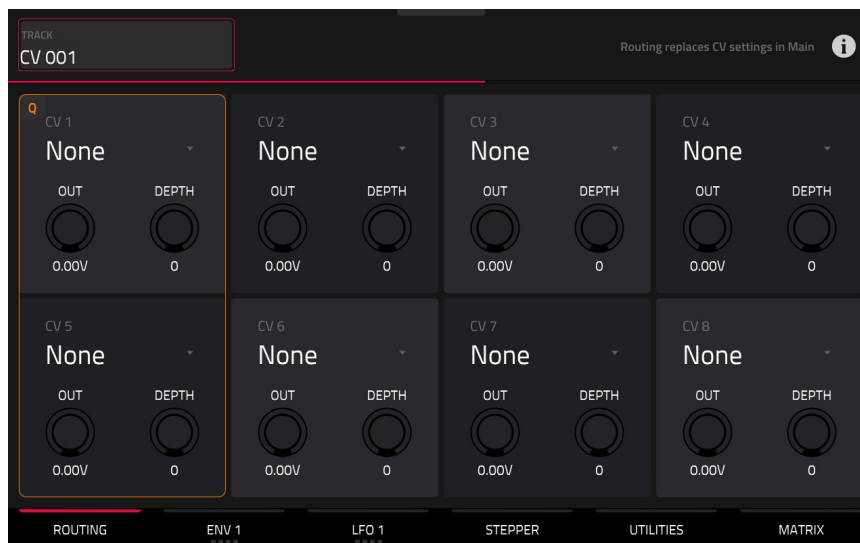 TRACK
CV 001
Routing replaces CV settings in Main i
Q
CV 1 CV 2 CV 3 CV 4
None None None None
OUT DEPTH OUT DEPTH OUT DEPTH OUT DEPTH
0.00V 0 0.00V 0 0.00V 0 0.00V 0
CV 5 CV 6 CV 7 CV 8
None None None None
OUT DEPTH OUT DEPTH OUT DEPTH OUT DEPTH
0.00V 0 0.00V 0 0.00V 0 0.00V 0
ROUTING ENV 1 LFO 1 STEPPER UTILITIES MATRIX